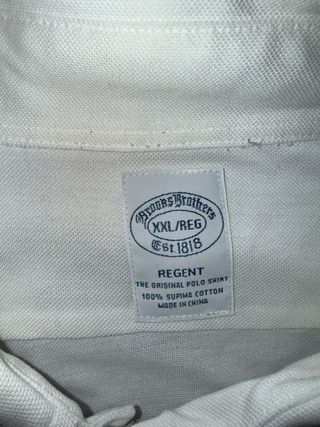 Brooks Brothers
XXL/REG
Est. 1818
REGENT
THE ORIGINAL POLO SHIRT
100% SUPIMA COTTON
MADE IN CHINA